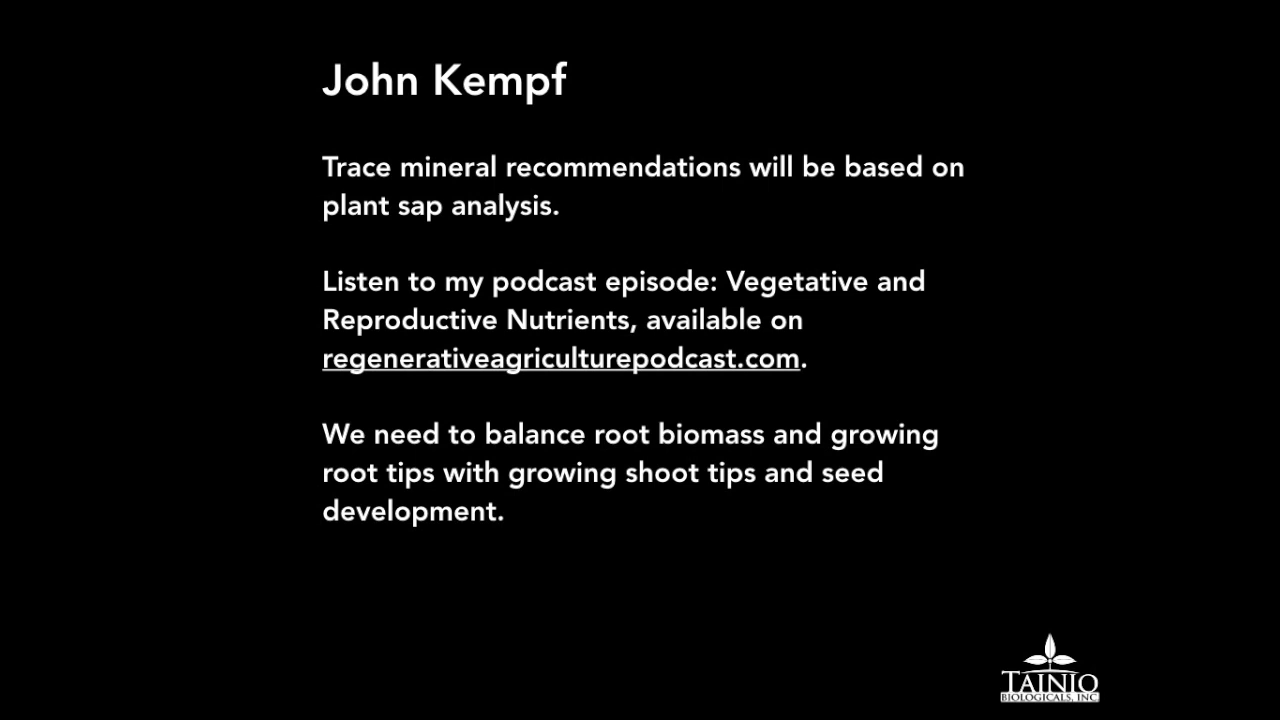 John Kempf
Trace mineral recommendations will be based on
plant sap analysis.
Listen to my podcast episode: Vegetative and
Reproductive Nutrients, available on
regenerativeagriculturepodcast.com.
We need to balance root biomass and growing
root tips with growing shoot tips and seed
development.
TAINIO
BIOLOGICALS, INC